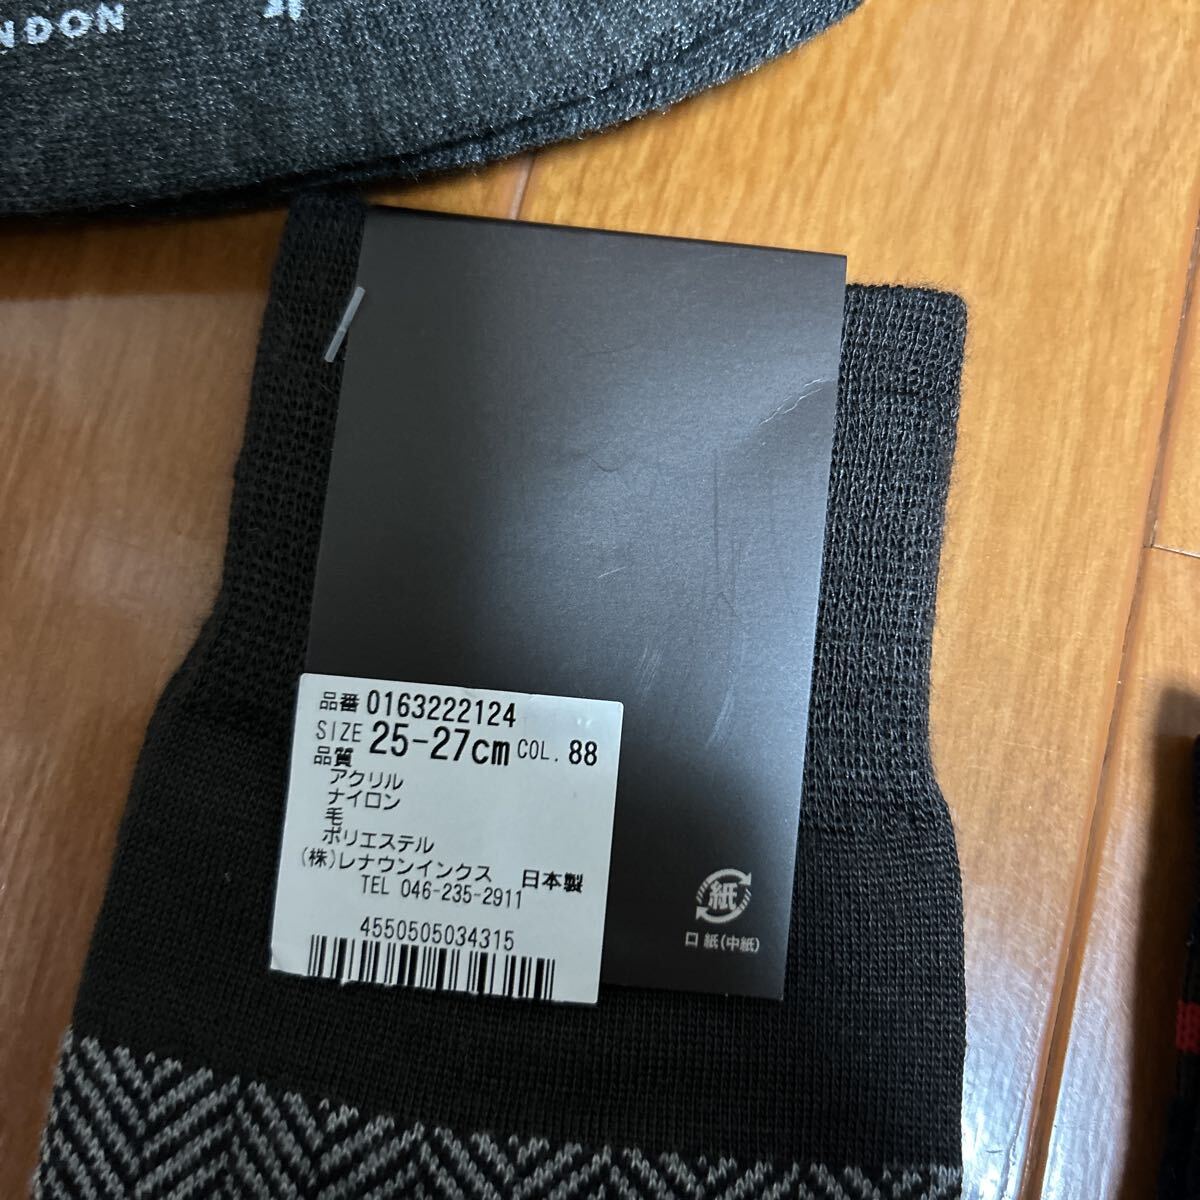 NDON
品番 0163222124
SIZE 25-27cm COL. 88
品質
アクリル
ナイロン
毛
ポリエステル
(株)レナウンインクス 日本製
TEL 046-235-2911
4550505034315
紙
口紙(中紙)